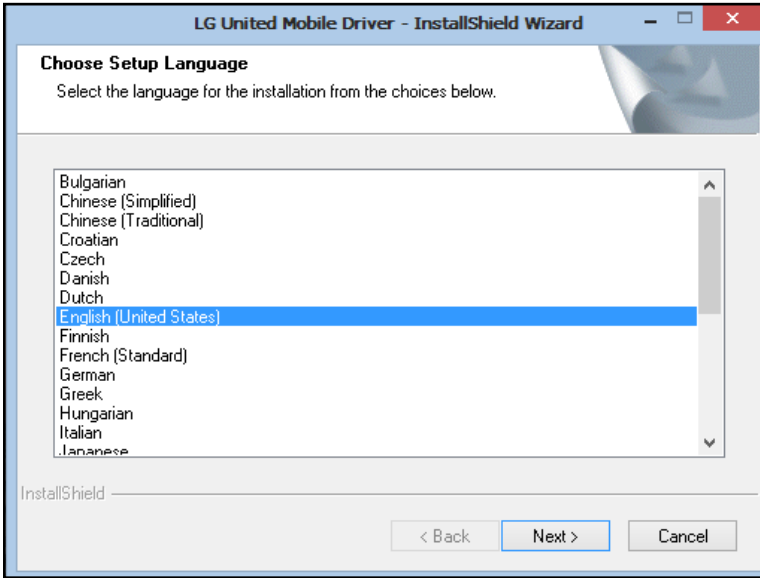 LG United Mobile Driver - InstallShield Wizard
Choose Setup Language
Select the language for the installation from the choices below.
Bulgarian
Chinese (Simplified)
Chinese (Traditional)
Croatian
Czech
Danish
Dutch
English (United States)
Finnish
French (Standard)
German
Greek
Hungarian
Italian
Japanese
InstallShield
< Back Next > Cancel